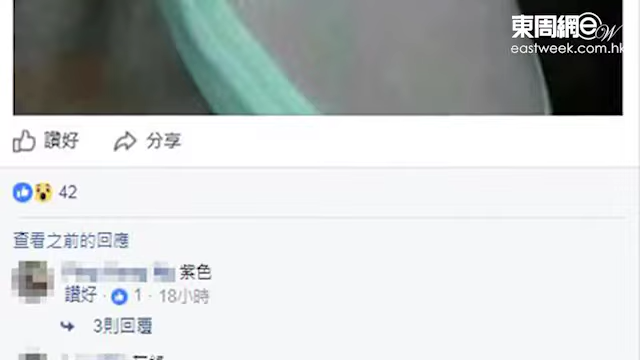 東周網e
eastweek.com.hk
讚好 分享
42
查看之前的回應
紫色
讚好 · 1 · 18小時
3則回覆